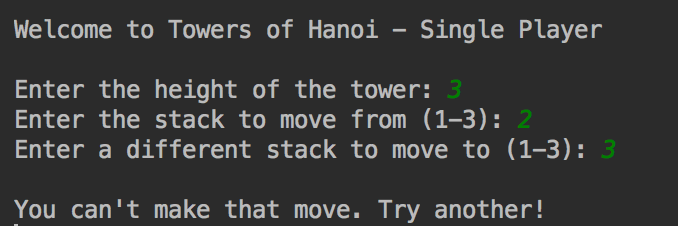 Welcome to Towers of Hanoi – Single Player
Enter the height of the tower: 3
Enter the stack to move from (1–3): 2
Enter a different stack to move to (1–3): 3
You can't make that move. Try another!